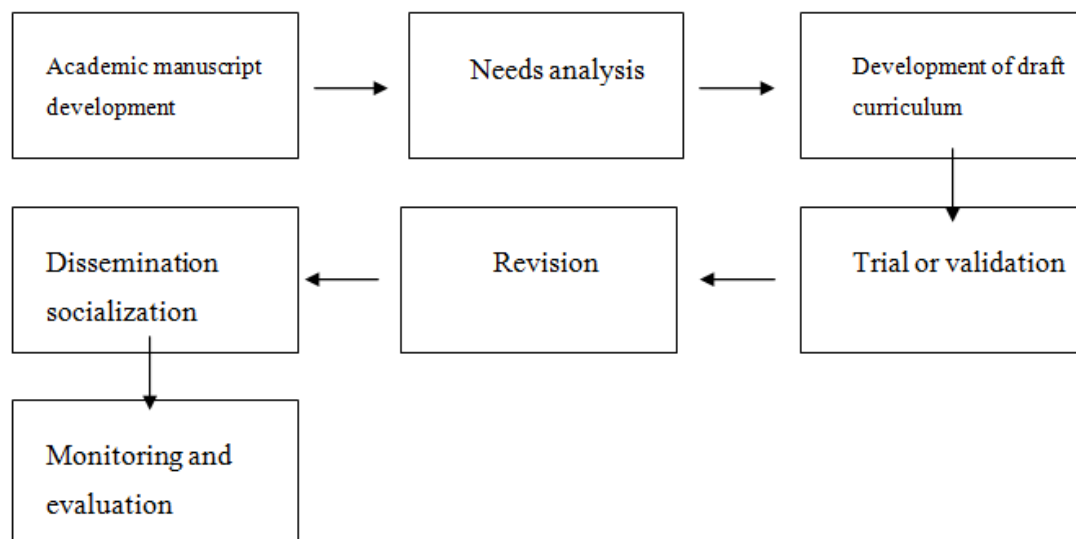 Academic manuscript
development
Needs analysis
Development of draft
curriculum
Trial or validation
Revision
Dissemination
socialization
Monitoring and
evaluation